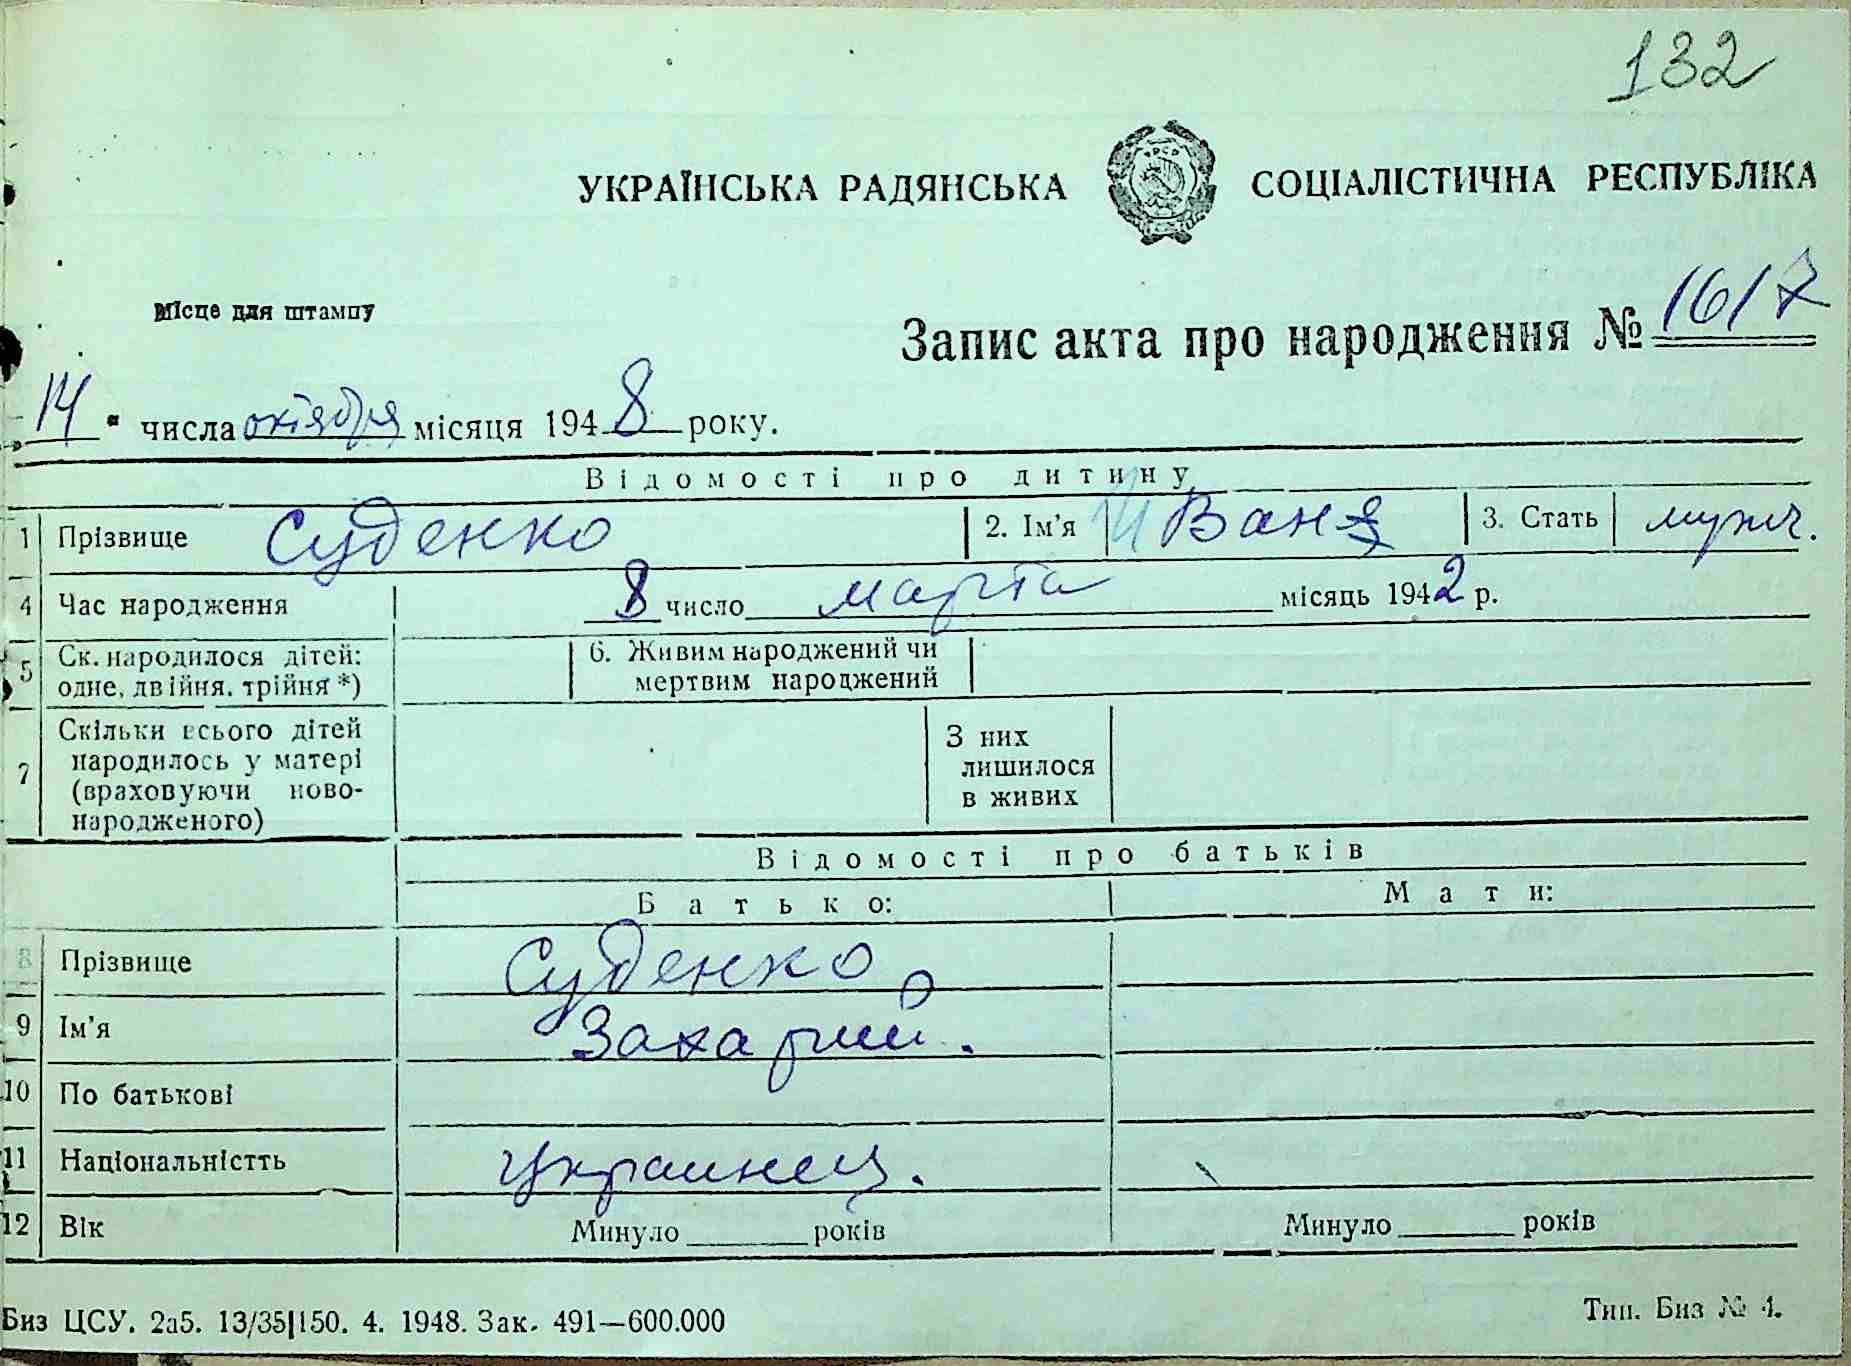 132
УКРАЇНСЬКА РАДЯНСЬКА СОЦІАЛІСТИЧНА РЕСПУБЛІКА
Місце для штампу
Запис акта про народження № 1617
14 " числа октября місяця 1948 року.
Відомості про дитину
1 Прізвище Суденко 2. Ім'я Иван 3. Стать мужч.
4 Час народження 8 число марта місяць 1942 р.
5 Ск. народилося дітей: одне, двійня, трійня *) 6. Живим народжений чи мертвим народжений
7 Скільки всього дітей народилось у матері (враховуючи ново-народженого) З них лишилося в живих
Відомості про батьків
Батько: Мати:
8 Прізвище Суденко
9 Ім'я Захарий.
10 По батькові
11 Національністть украинец.
12 Вік Минуло років Минуло років
Биз ЦСУ. 2а5. 13/35|150. 4. 1948. Зак. 491—600.000
Тип. Биз № 4.